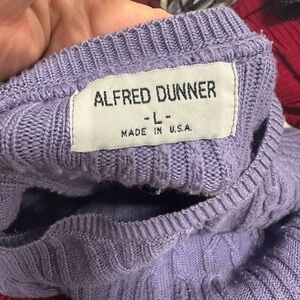 ALFRED DUNNER
- L -
MADE IN U.S.A.